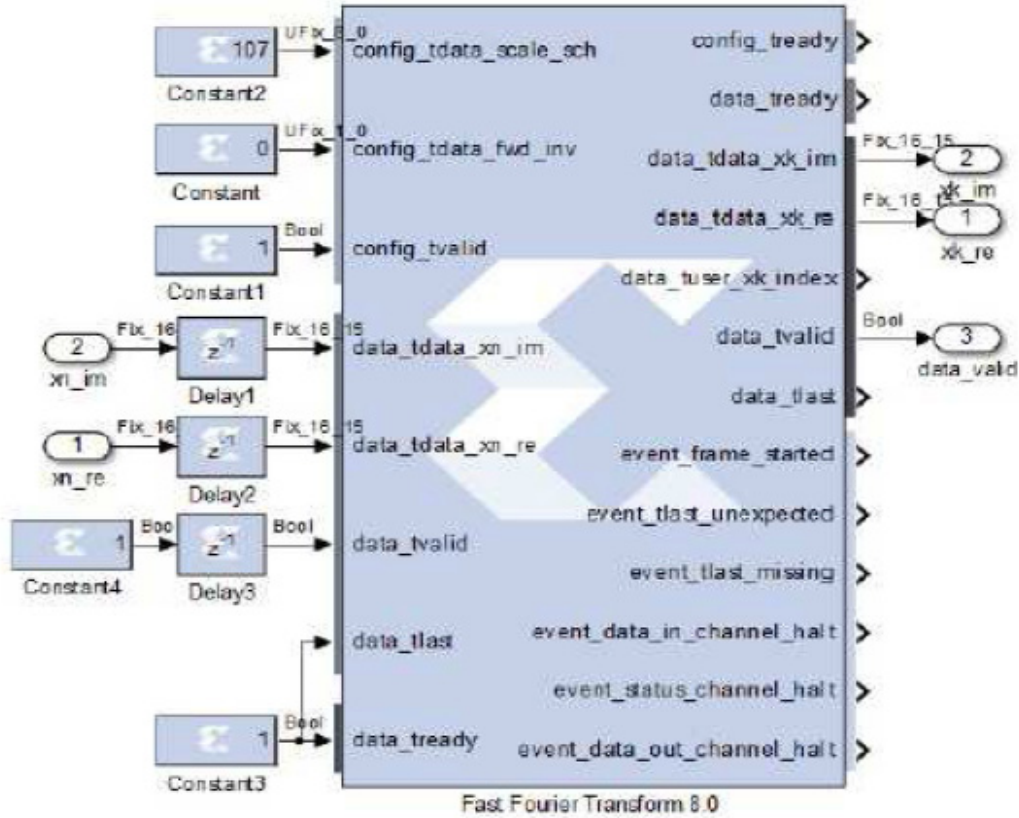 UFix_8_0
107
config_tdata_scale_sch
Constant2
UFix_1_0
0
config_tdata_fwd_inv
Constant
Bool
1
config_tvalid
Constant1
2
xn_im
Fix_16
Delay1
Fix_16_15
data_tdata_xn_im
1
xn_re
Fix_16
Delay2
Fix_16_15
data_tdata_xn_re
1
Constant4
Boo
z-1
Delay3
Bool
data_tvalid
data_tlast
1
Constant3
Bool
data_tready
config_tready
data_tready
data_tdata_xk_im
Fix_16_15
2
xk_im
data_tdata_xk_re
Fix_16_15
1
xk_re
data_tuser_xk_index
data_tvalid
Bool
3
data_valid
data_tlast
event_frame_started
event_tlast_unexpected
event_tlast_missing
event_data_in_channel_halt
event_status_channel_halt
event_data_out_channel_halt
Fast Fourier Transform 8.0